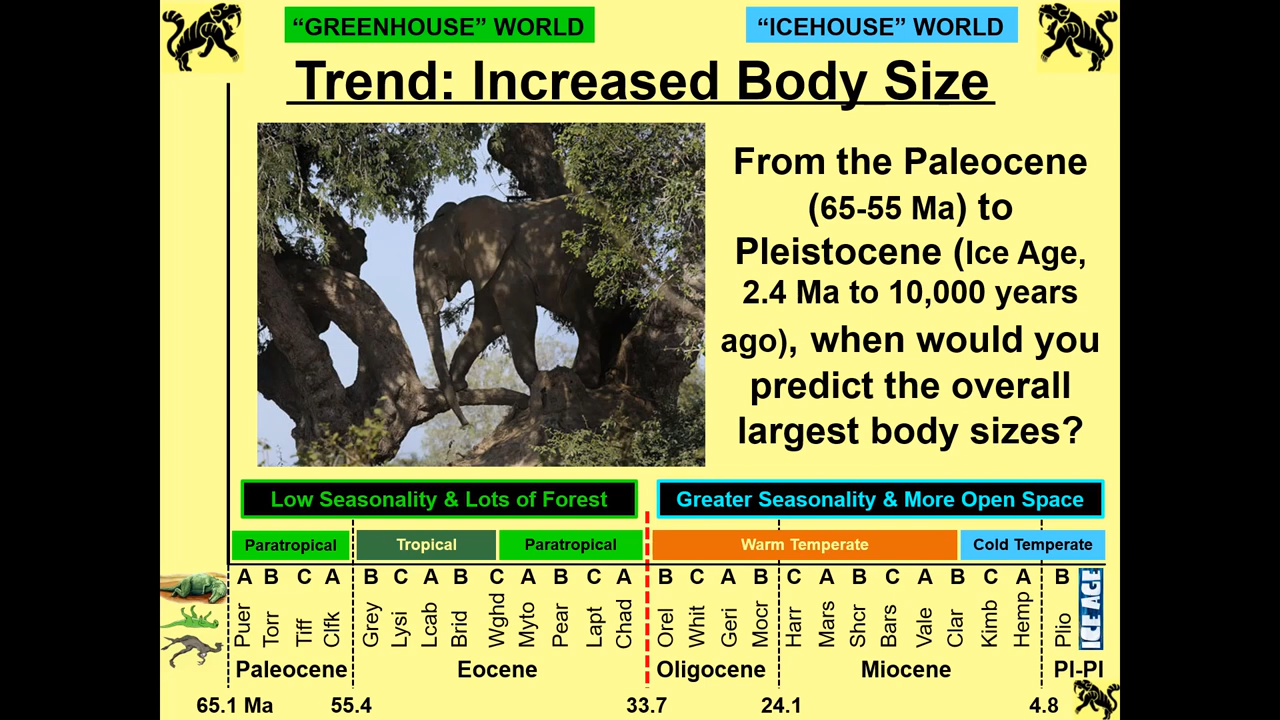 “GREENHOUSE” WORLD
“ICEHOUSE” WORLD
Trend: Increased Body Size
From the Paleocene
(65-55 Ma) to
Pleistocene (Ice Age,
2.4 Ma to 10,000 years
ago), when would you
predict the overall
largest body sizes?
Low Seasonality & Lots of Forest
Greater Seasonality & More Open Space
Paratropical
Tropical
Paratropical
Warm Temperate
Cold Temperate
A B C A B C A B C A B C A B C A B C A B C A B C A B
Puer Torr Tiff Clfk Grey Lysi Lcab Brid Wghd Myto Pear Lapt Chad Orel Whit Geri Mocr Harr Mars Shcr Bars Vale Clar Kimb Hemp Plio ICE AGE
Paleocene Eocene Oligocene Miocene Pl-Pl
65.1 Ma 55.4 33.7 24.1 4.8